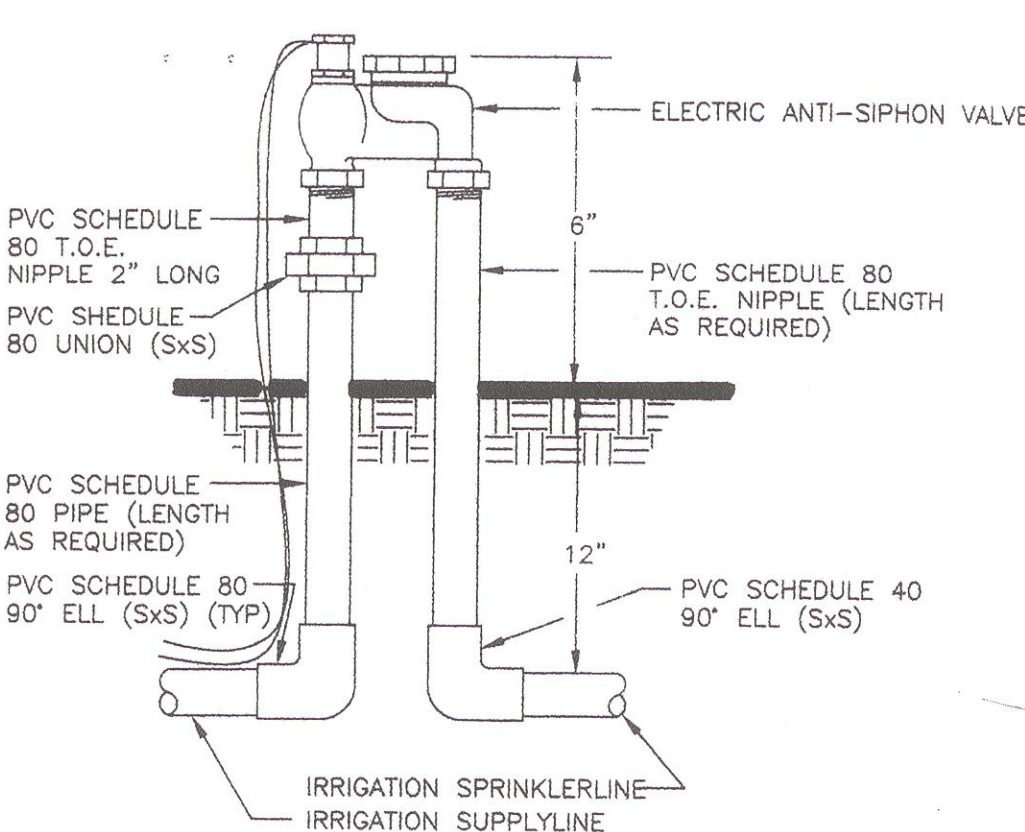 ELECTRIC ANTI-SIPHON VALVE
PVC SCHEDULE
80 T.O.E.
NIPPLE 2" LONG
6"
PVC SCHEDULE 80
T.O.E. NIPPLE (LENGTH
AS REQUIRED)
PVC SHEDULE
80 UNION (SxS)
PVC SCHEDULE
80 PIPE (LENGTH
AS REQUIRED)
12"
PVC SCHEDULE 80
90° ELL (SxS) (TYP)
PVC SCHEDULE 40
90° ELL (SxS)
IRRIGATION SPRINKLERLINE
IRRIGATION SUPPLYLINE